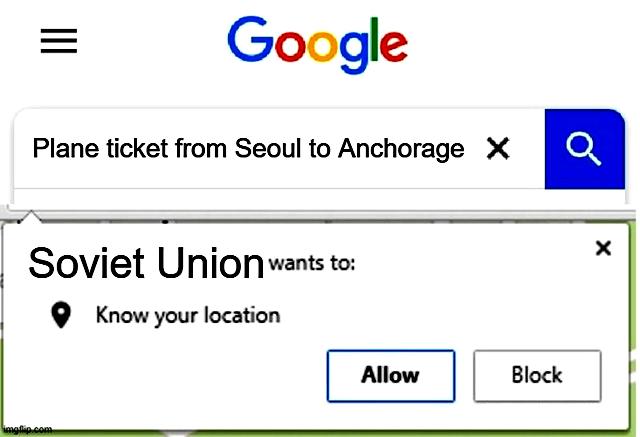 Google
Plane ticket from Seoul to Anchorage
Soviet Union wants to:
Know your location
Allow
Block
imgflip.com